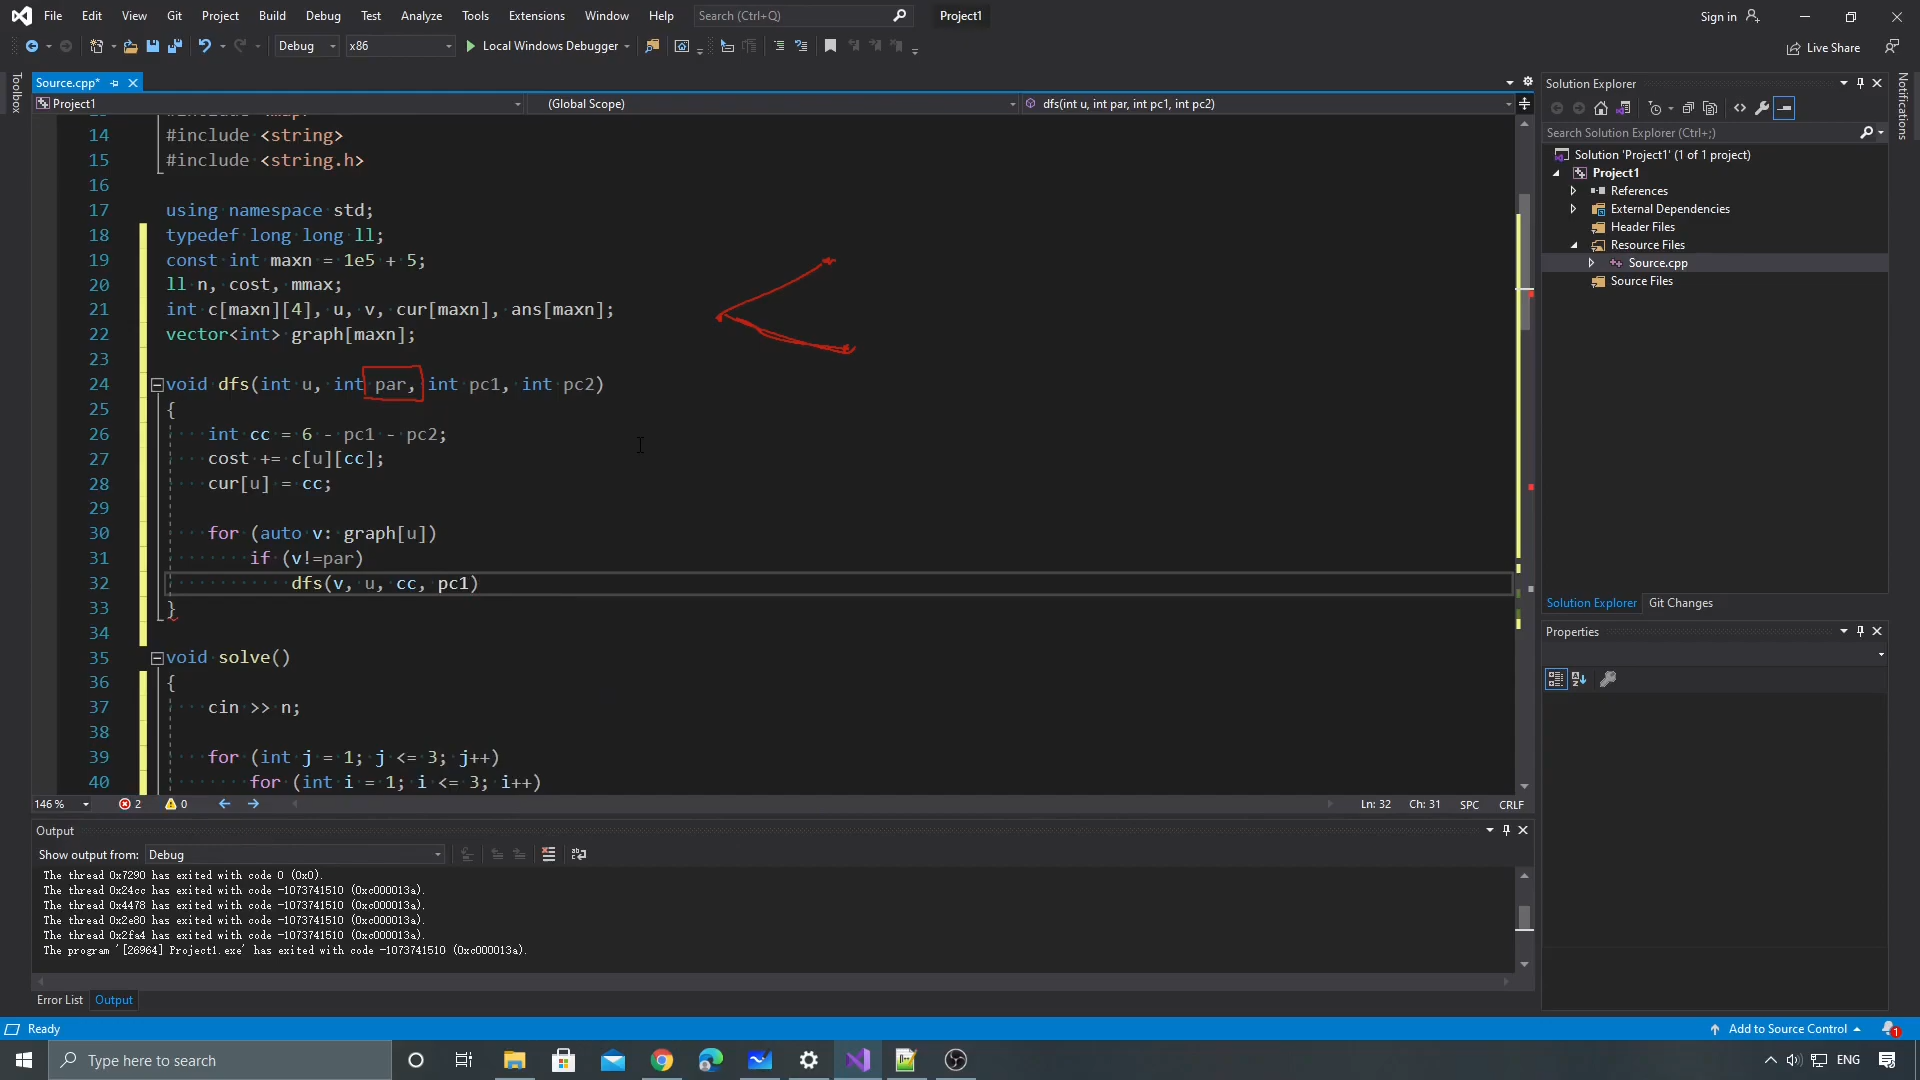 File Edit View Git Project Build Debug Test Analyze Tools Extensions Window Help Search (Ctrl+Q) Project1 Sign in
Debug x86 Local Windows Debugger Live Share
Toolbox
Source.cpp*
Project1 (Global Scope) dfs(int u, int par, int pc1, int pc2)
14 #include <string>
15 #include <string.h>
16
17 using namespace std;
18 typedef long long ll;
19 const int maxn = 1e5 + 5;
20 ll n, cost, mmax;
21 int c[maxn][4], u, v, cur[maxn], ans[maxn];
22 vector<int> graph[maxn];
23
24 void dfs(int u, int par, int pc1, int pc2)
25 {
26 int cc = 6 - pc1 - pc2;
27 cost += c[u][cc];
28 cur[u] = cc;
29
30 for (auto v: graph[u])
31 if (v!=par)
32 dfs(v, u, cc, pc1)
33 }
34
35 void solve()
36 {
37 cin >> n;
38
39 for (int j = 1; j <= 3; j++)
40 for (int i = 1; i <= 3; i++)
146 % 2 0 Ln: 32 Ch: 31 SPC CRLF
Output
Show output from: Debug
The thread 0x7290 has exited with code 0 (0x0).
The thread 0x24cc has exited with code -1073741510 (0xc000013a).
The thread 0x4478 has exited with code -1073741510 (0xc000013a).
The thread 0x2e80 has exited with code -1073741510 (0xc000013a).
The thread 0x2fa4 has exited with code -1073741510 (0xc000013a).
The program '[26964] Project1.exe' has exited with code -1073741510 (0xc000013a).
Error List Output
Solution Explorer
Search Solution Explorer (Ctrl+;)
Solution 'Project1' (1 of 1 project)
Project1
References
External Dependencies
Header Files
Resource Files
Source.cpp
Source Files
Solution Explorer Git Changes
Properties
Notifications
Ready Add to Source Control 1
Type here to search ENG